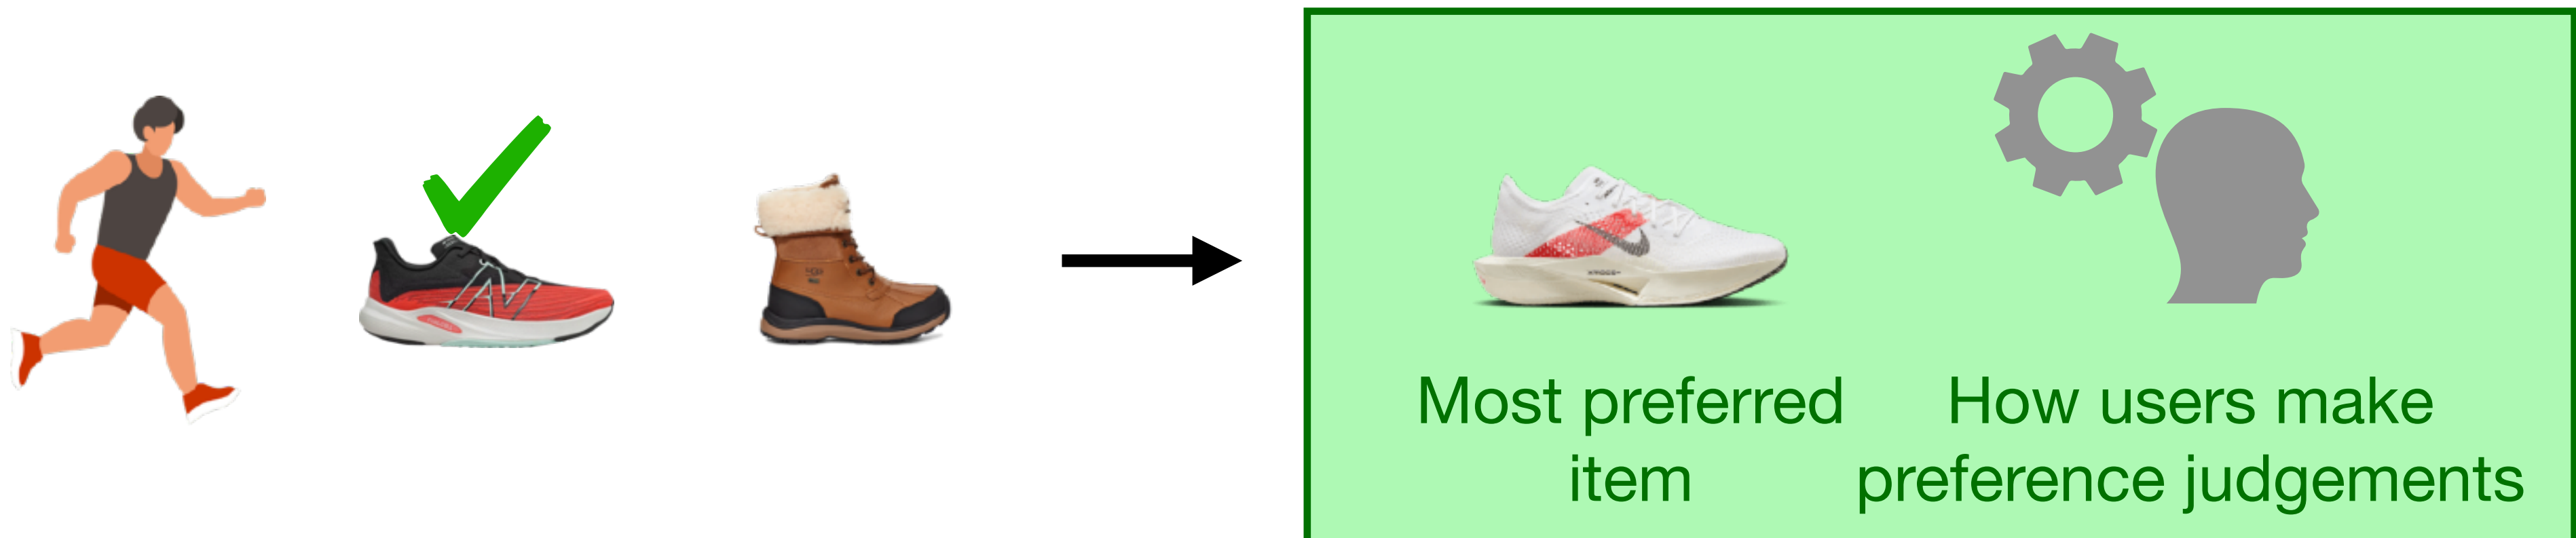 Most preferred
item
How users make
preference judgements